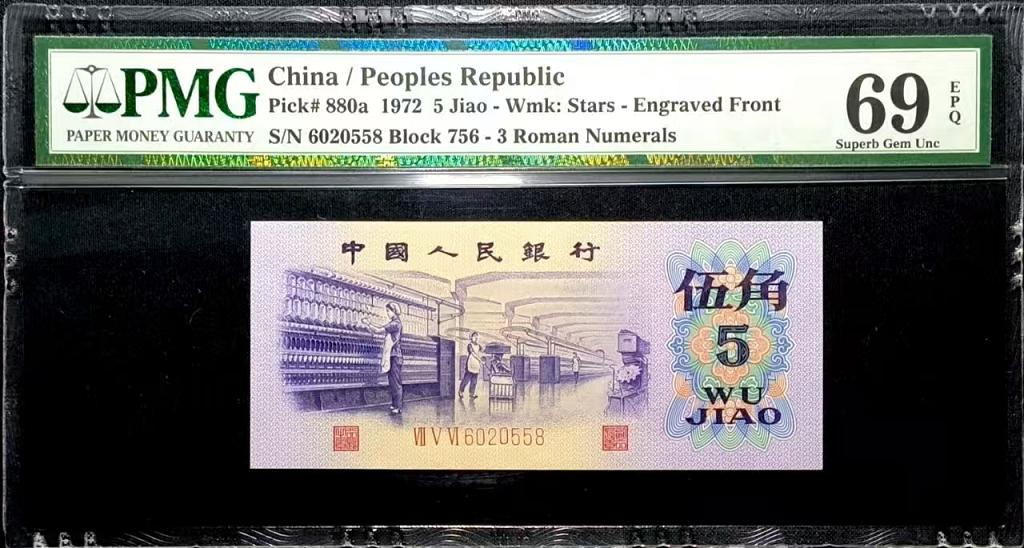 PMG
PAPER MONEY GUARANTY
China / Peoples Republic
Pick# 880a 1972 5 Jiao - Wmk: Stars - Engraved Front
S/N 6020558 Block 756 - 3 Roman Numerals
69
EPQ
Superb Gem Unc
中國人民銀行
伍角
5
WU
JIAO
Ⅶ Ⅴ Ⅵ 6020558